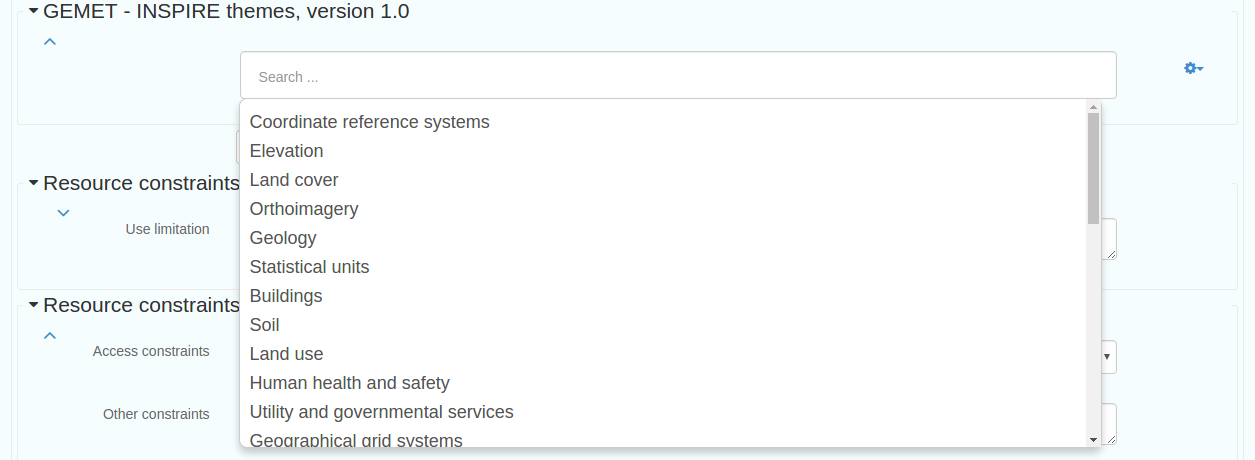 GEMET - INSPIRE themes, version 1.0
Search ...
Coordinate reference systems
Elevation
Land cover
Resource constraints
Orthoimagery
Use limitation
Geology
Statistical units
Buildings
Resource constraints
Soil
Access constraints
Land use
Human health and safety
Other constraints
Utility and governmental services
Geographical grid systems